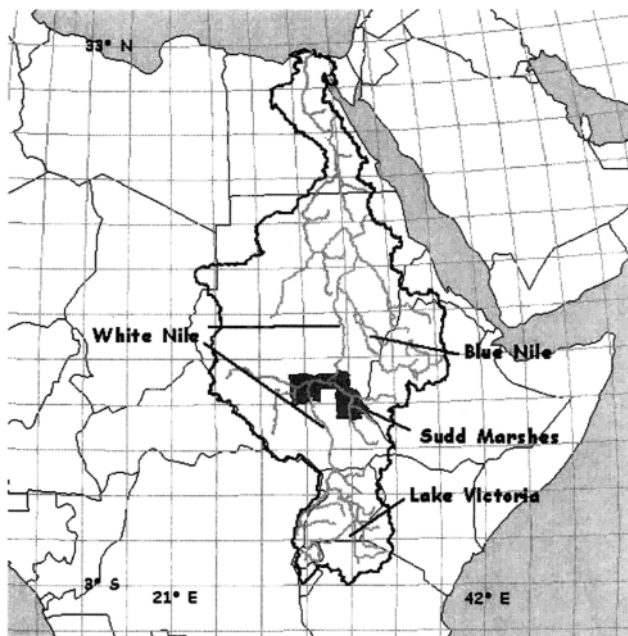 33° N
White Nile
Blue Nile
Sudd Marshes
Lake Victoria
3° S
21° E
42° E